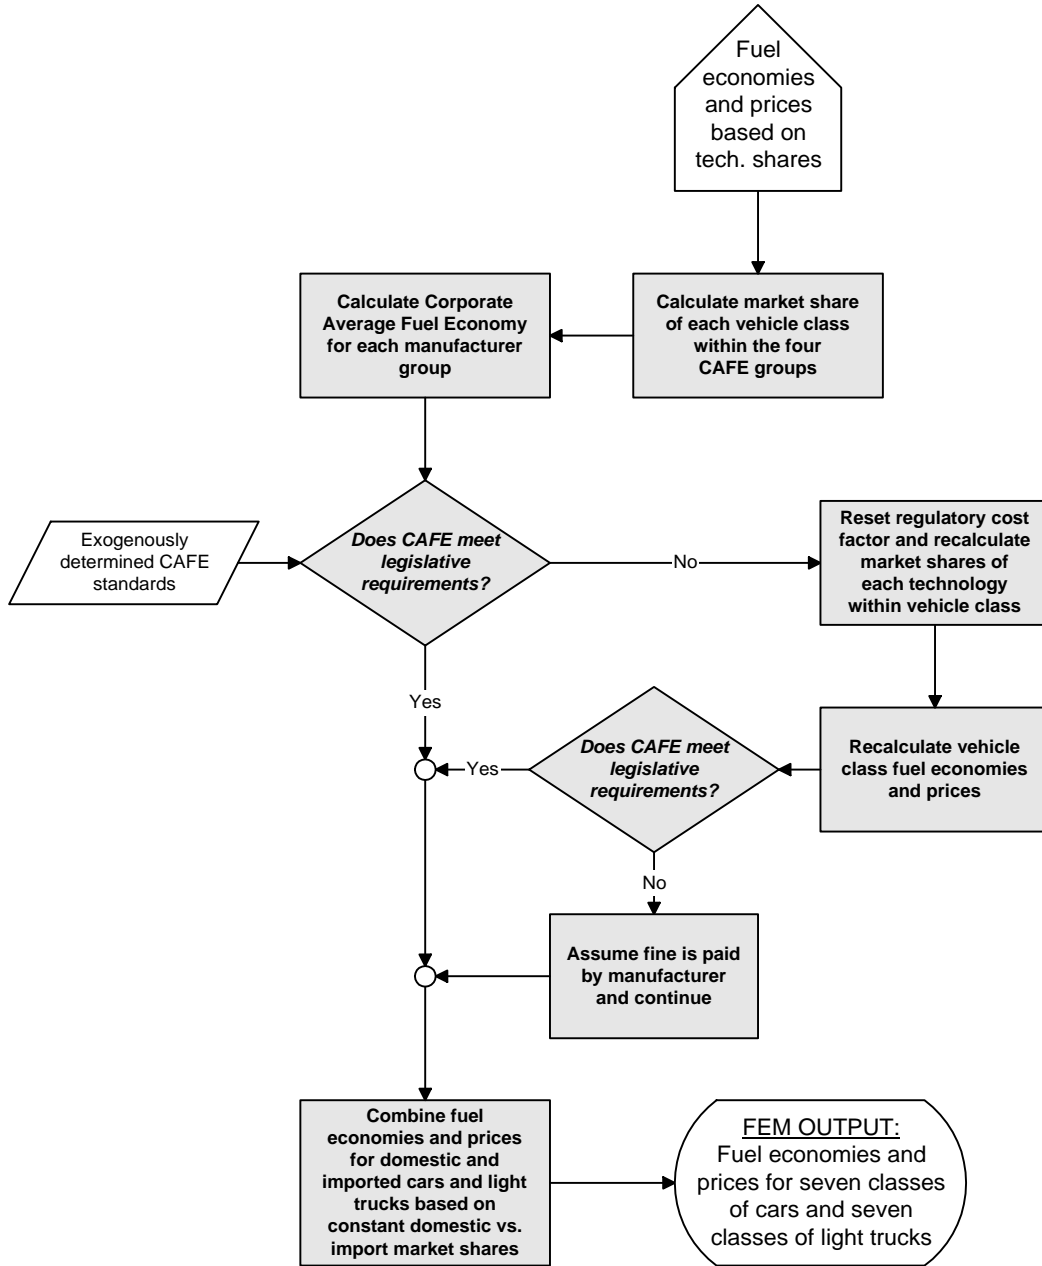 Fuel
economies
and prices
based on
tech. shares
Calculate Corporate
Average Fuel Economy
for each manufacturer
group
Calculate market share
of each vehicle class
within the four
CAFE groups
Exogenously
determined CAFE
standards
Does CAFE meet
legislative
requirements?
No
Reset regulatory cost
factor and recalculate
market shares of
each technology
within vehicle class
Yes
Yes
Does CAFE meet
legislative
requirements?
Recalculate vehicle
class fuel economies
and prices
No
Assume fine is paid
by manufacturer
and continue
Combine fuel
economies and prices
for domestic and
imported cars and light
trucks based on
constant domestic vs.
import market shares
FEM OUTPUT:
Fuel economies and
prices for seven classes
of cars and seven
classes of light trucks